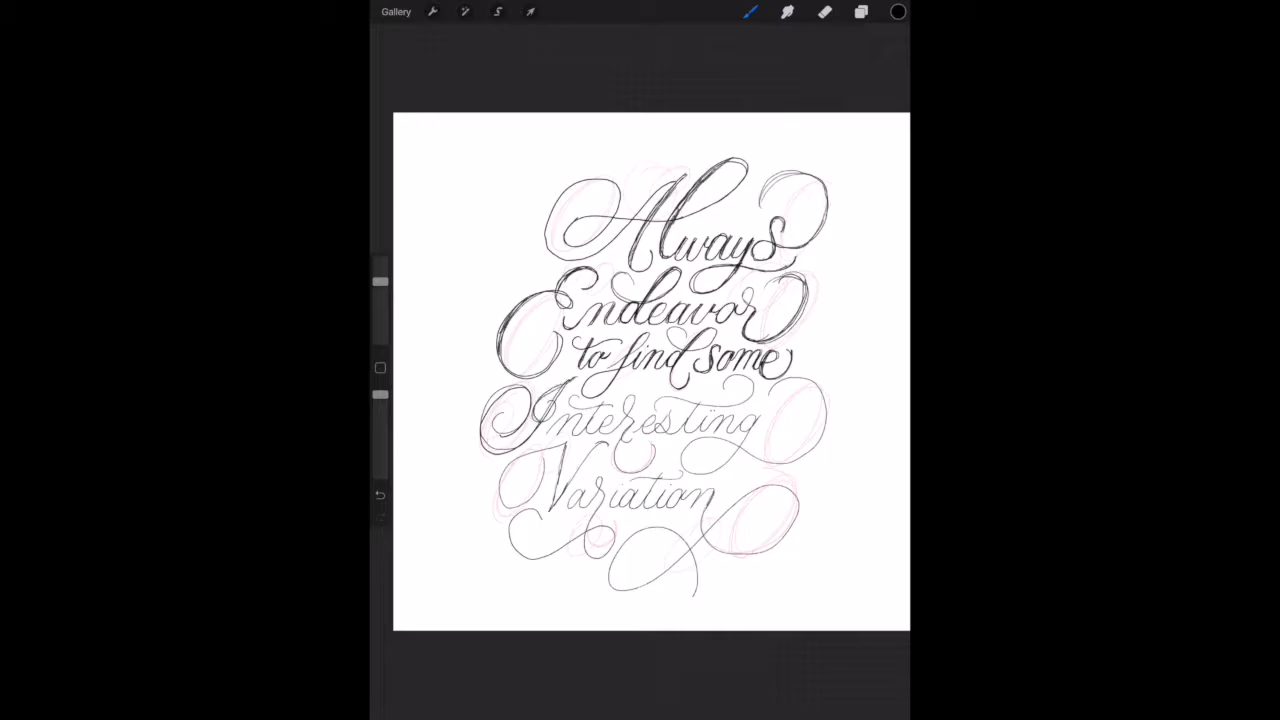 Gallery
Always
Endeavor
to find some
Interesting
Variation